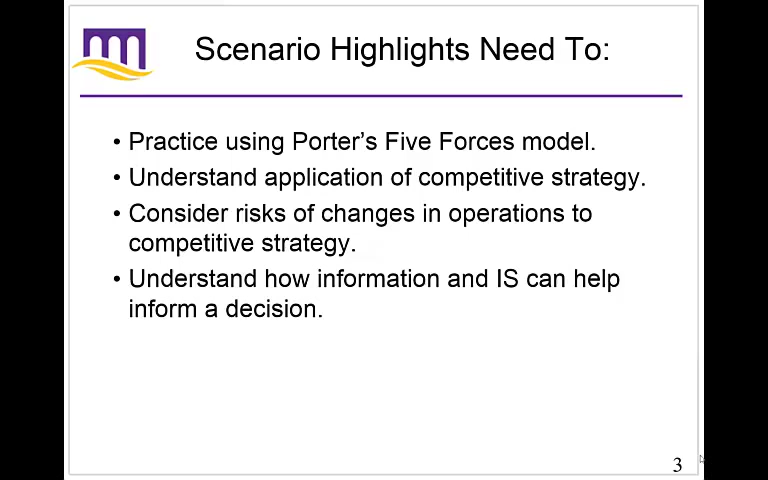 Scenario Highlights Need To:
• Practice using Porter's Five Forces model.
• Understand application of competitive strategy.
• Consider risks of changes in operations to
competitive strategy.
• Understand how information and IS can help
inform a decision.
3